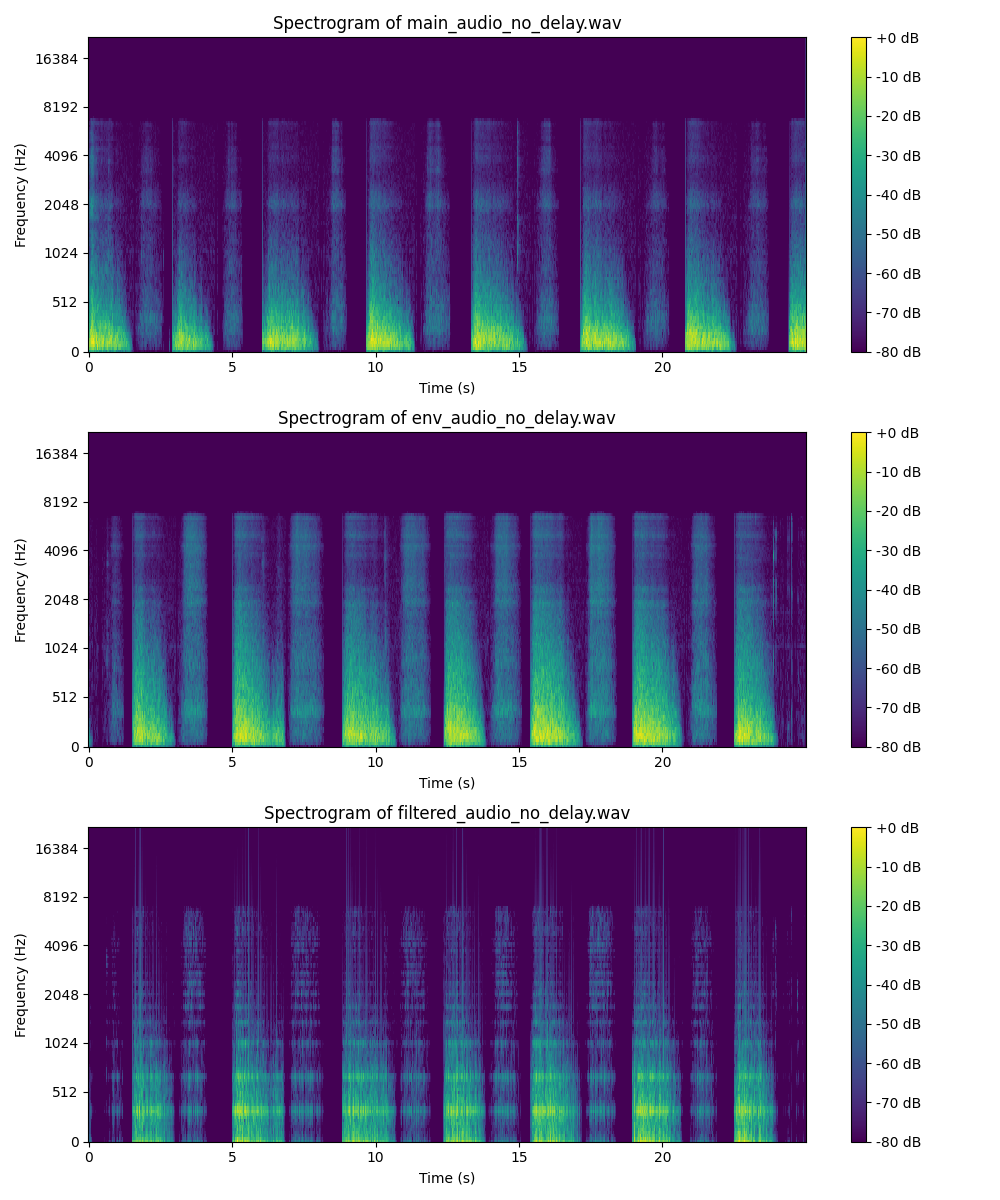 Spectrogram of main_audio_no_delay.wav
Frequency (Hz)
16384
8192
4096
2048
1024
512
0
0 5 10 15 20
Time (s)
+0 dB
-10 dB
-20 dB
-30 dB
-40 dB
-50 dB
-60 dB
-70 dB
-80 dB
Spectrogram of env_audio_no_delay.wav
Frequency (Hz)
16384
8192
4096
2048
1024
512
0
0 5 10 15 20
Time (s)
+0 dB
-10 dB
-20 dB
-30 dB
-40 dB
-50 dB
-60 dB
-70 dB
-80 dB
Spectrogram of filtered_audio_no_delay.wav
Frequency (Hz)
16384
8192
4096
2048
1024
512
0
0 5 10 15 20
Time (s)
+0 dB
-10 dB
-20 dB
-30 dB
-40 dB
-50 dB
-60 dB
-70 dB
-80 dB